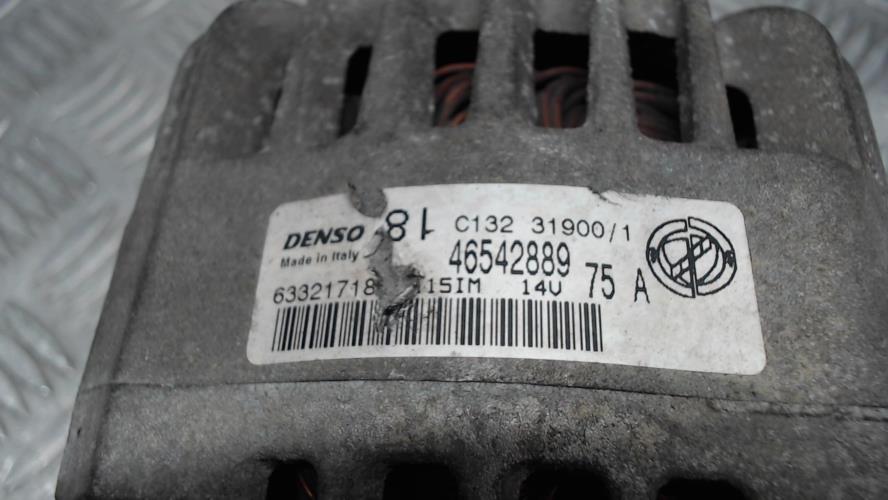 DENSO 81 C132 31900/1
Made in Italy 46542889
63321718 15IM 14V 75 A